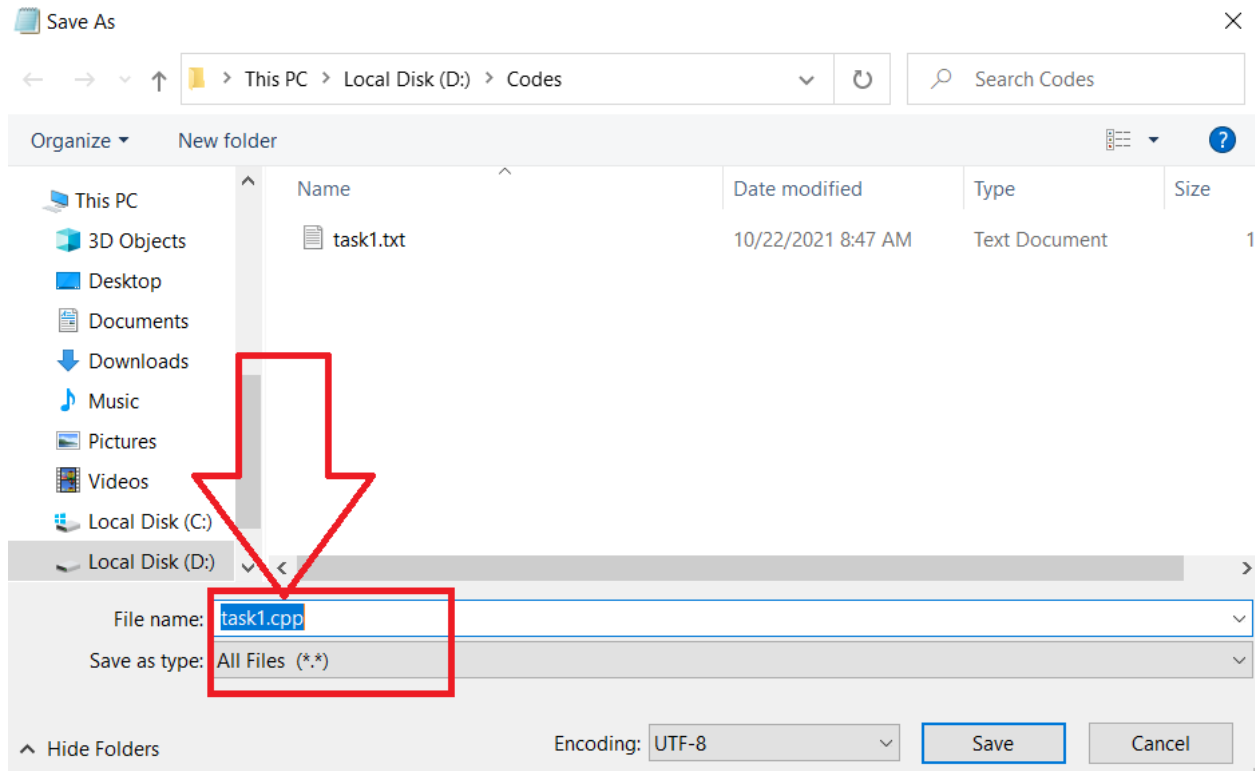 Save As
This PC > Local Disk (D:) > Codes
Search Codes
Organize
New folder
?
Name
Date modified
Type
Size
This PC
3D Objects
Desktop
Documents
Downloads
Music
Pictures
Videos
Local Disk (C:)
Local Disk (D:)
task1.txt
10/22/2021 8:47 AM
Text Document
1
File name: task1.cpp
Save as type: All Files (*.*)
Hide Folders
Encoding: UTF-8
Save
Cancel